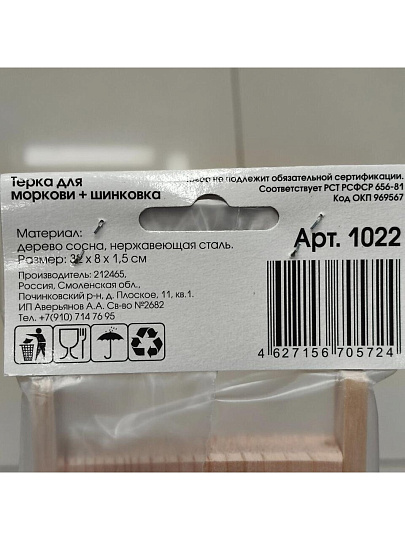 Терка для
моркови + шинковка
не подлежит обязательной сертификации.
Соответствует РСТ РСФСР 656-81
Код ОКП 969567
Материал:
дерево сосна, нержавеющая сталь.
Размер: х 8 х 1,5 см
Арт. 1022
Производитель: 212465,
Россия, Смоленская обл.,
Починковский р-н, д. Плоское, 11, кв.1.
ИП Аверьянов А.А. Св-во №2682
Тел. +7(910) 714 76 95
4 627156 705724